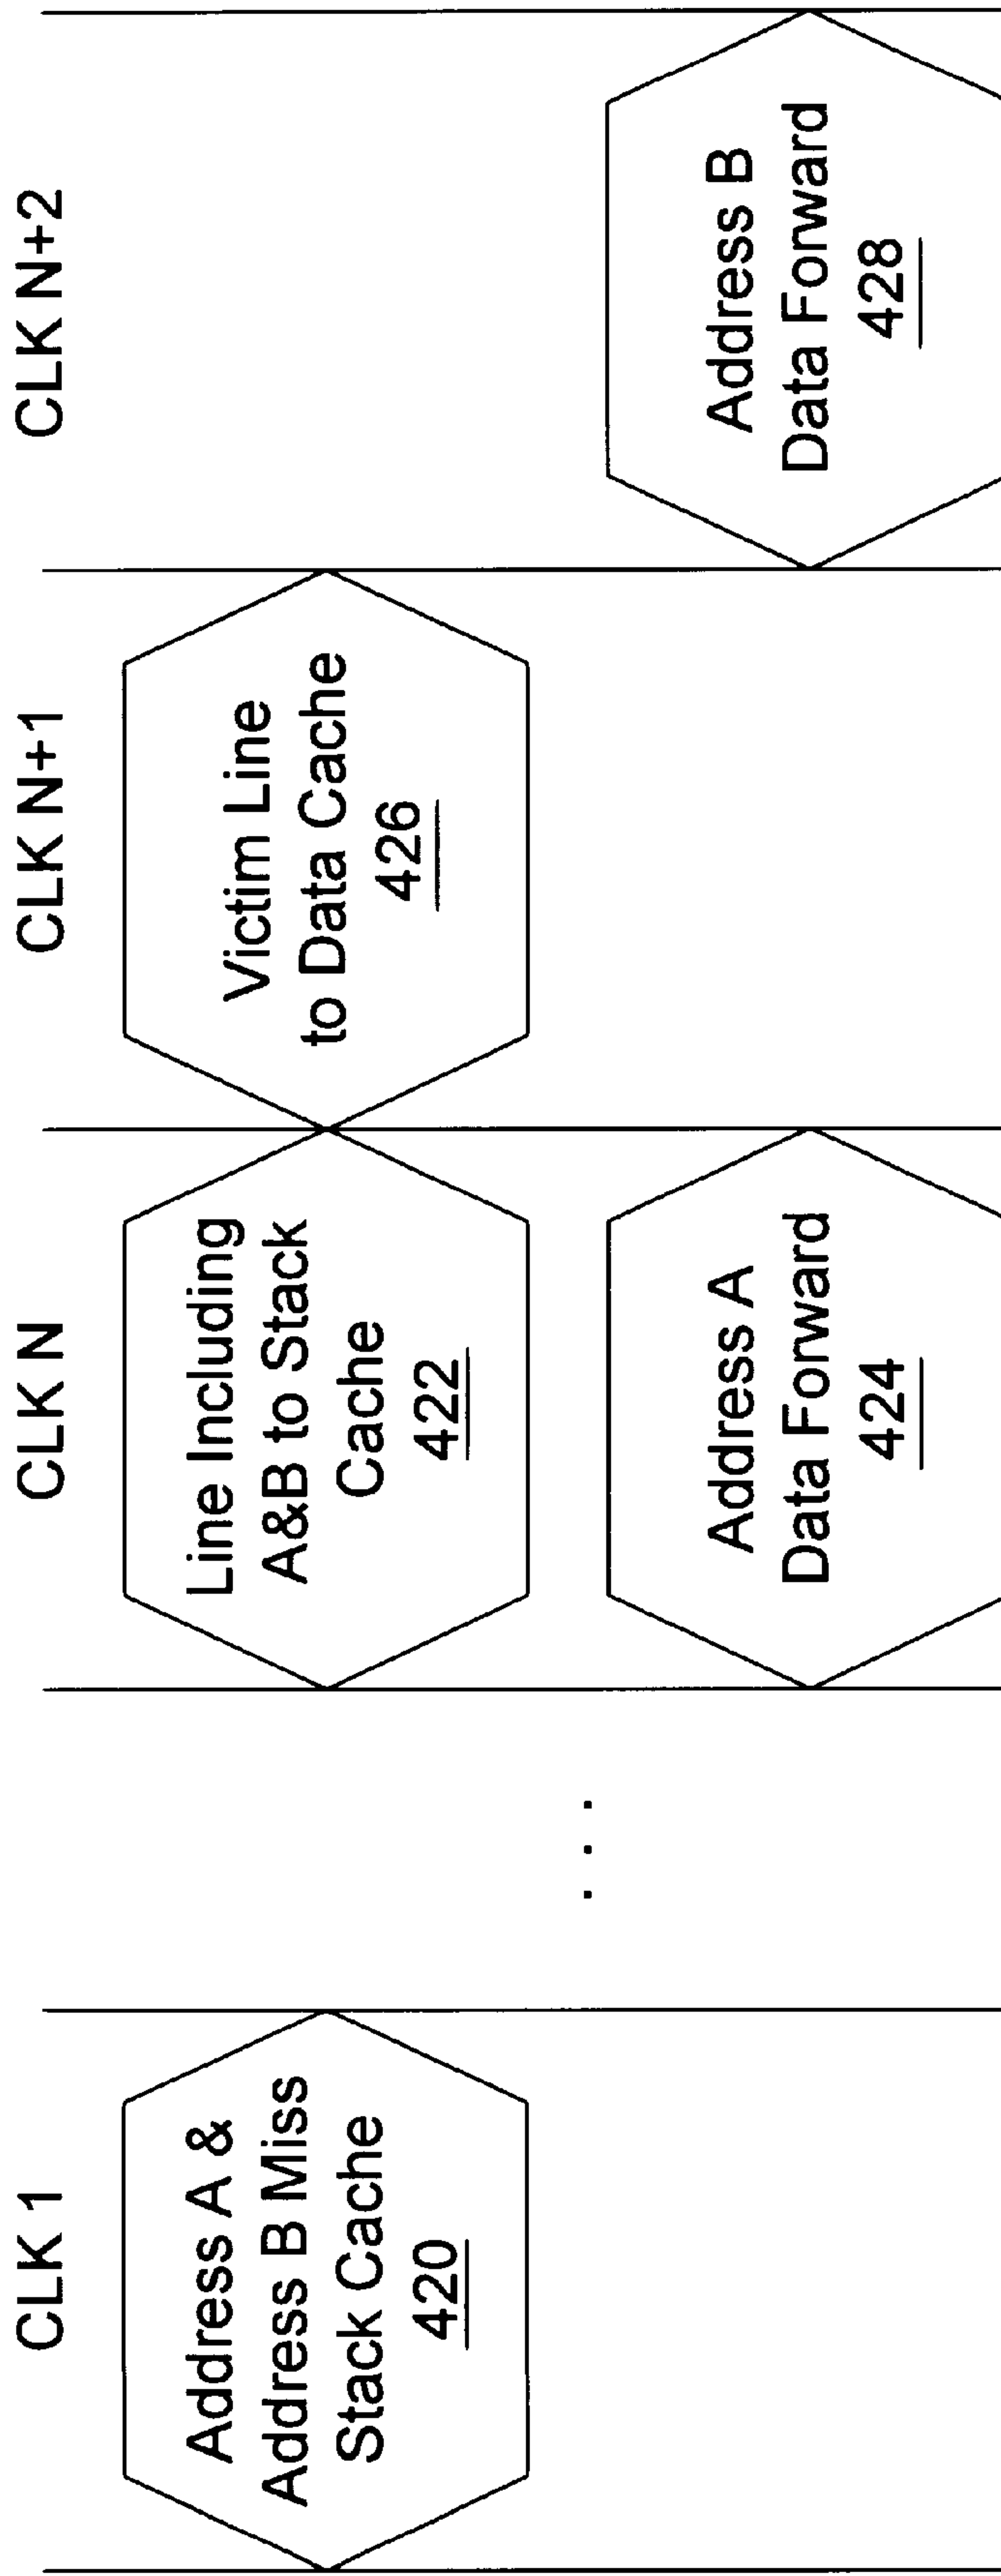 CLK 1
Address A &
Address B Miss
Stack Cache
420
. . .
CLK N
Line Including
A&B to Stack
Cache
422
Address A
Data Forward
424
CLK N+1
Victim Line
to Data Cache
426
CLK N+2
Address B
Data Forward
428